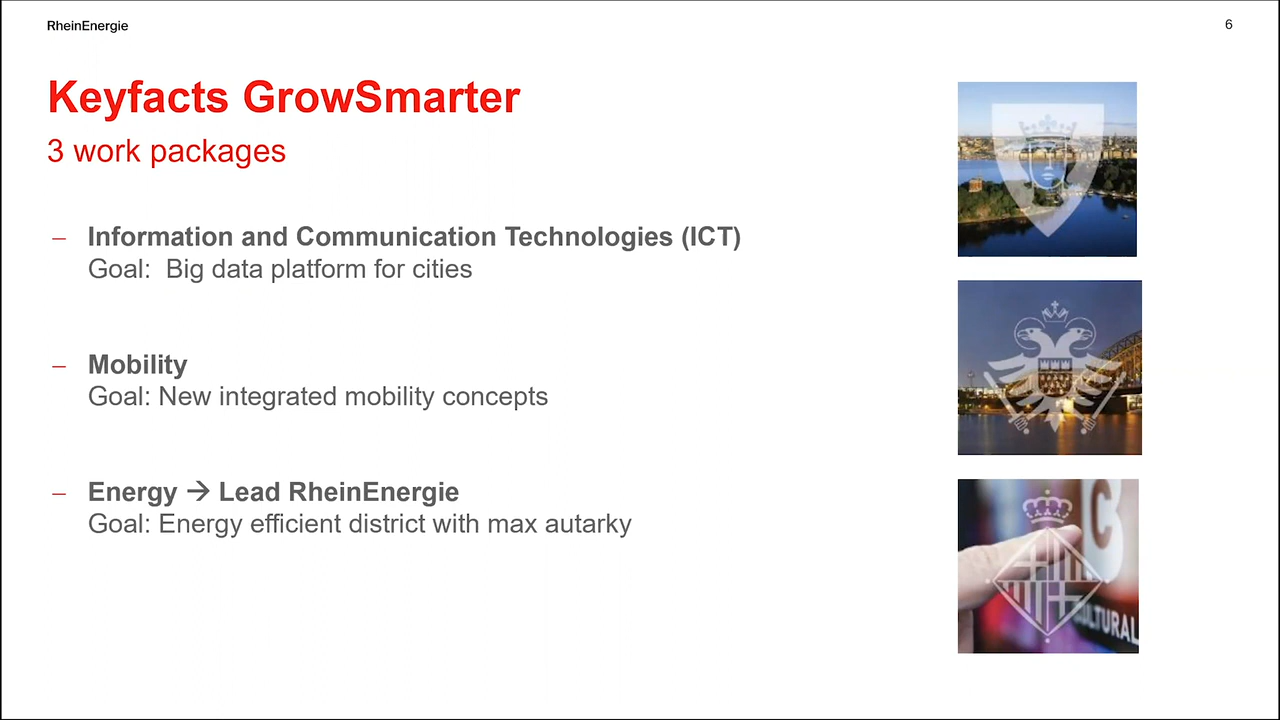 RheinEnergie
6
Keyfacts GrowSmarter
3 work packages
– Information and Communication Technologies (ICT)
Goal:  Big data platform for cities
– Mobility
Goal: New integrated mobility concepts
– Energy → Lead RheinEnergie
Goal: Energy efficient district with max autarky
C
ULTURAL